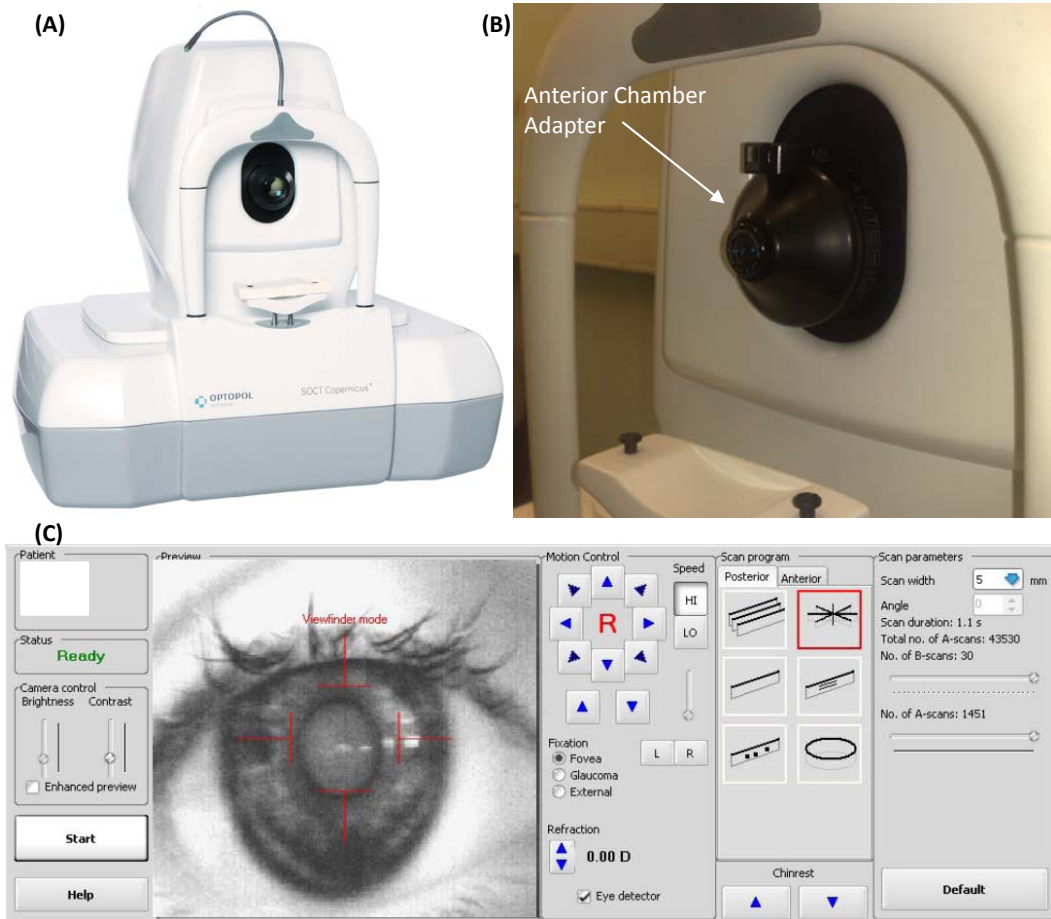 (A)
OPTOPOL
SOCT Copernicus+
(B)
Anterior Chamber
Adapter
(C)
Patient
Status
Ready
Camera control
Brightness
Contrast
Enhanced preview
Start
Help
Preview
Viewfinder mode
Motion Control
Speed
R
HI
LO
L
R
Fixation
Fovea
Glaucoma
External
Refraction
0.00 D
Eye detector
Scan program
Posterior
Anterior
Chinrest
Scan parameters
Scan width
5
mm
Angle
0
Scan duration: 1.1 s
Total no. of A-scans: 43530
No. of B-scans: 30
No. of A-scans: 1451
Default